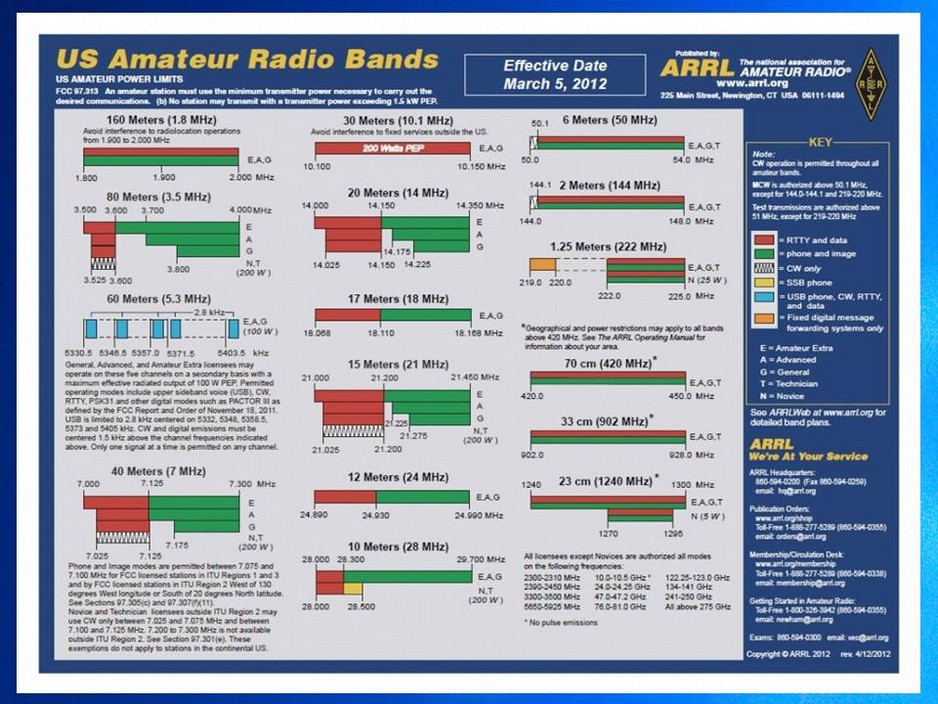 US Amateur Radio Bands
US AMATEUR POWER LIMITS
FCC 97.313 An amateur station must use the minimum transmitter power necessary to carry out the
desired communications. (b) No station may transmit with a transmitter power exceeding 1.5 kW PEP.
Effective Date
March 5, 2012
Published by:
ARRL The national association for
AMATEUR RADIO®
www.arrl.org
225 Main Street, Newington, CT USA 06111-1494
A
R R
L
160 Meters (1.8 MHz)
Avoid interference to radiolocation operations
from 1.900 to 2.000 MHz
E,A,G
1.800 1.900 2.000 MHz
80 Meters (3.5 MHz)
3.500 3.600 3.700 4.000 MHz
E
A
G
3.800
N,T
(200 W)
3.525 3.600
60 Meters (5.3 MHz)
2.8 kHz
E,A,G
(100 W)
5330.5 5346.5 5357.0 5371.5 5403.5 kHz
General, Advanced, and Amateur Extra licensees may
operate on these five channels on a secondary basis with a
maximum effective radiated output of 100 W PEP. Permitted
operating modes include upper sideband voice (USB), CW,
RTTY, PSK31 and other digital modes such as PACTOR III as
defined by the FCC Report and Order of November 18, 2011.
USB is limited to 2.8 kHz centered on 5332, 5348, 5358.5,
5373 and 5405 kHz. CW and digital emissions must be
centered 1.5 kHz above the channel frequencies indicated
above. Only one signal at a time is permitted on any channel.
40 Meters (7 MHz)
7.000 7.125 7.300 MHz
E
A
G
N,T
(200 W)
7.175
7.025 7.125
Phone and Image modes are permitted between 7.075 and
7.100 MHz for FCC licensed stations in ITU Regions 1 and 3
and by FCC licensed stations in ITU Region 2 West of 130
degrees West longitude or South of 20 degrees North latitude.
See Sections 97.305(c) and 97.307(f)(11).
Novice and Technician licensees outside ITU Region 2 may
use CW only between 7.025 and 7.075 MHz and between
7.100 and 7.125 MHz. 7.200 to 7.300 MHz is not available
outside ITU Region 2. See Section 97.301(e). These
exemptions do not apply to stations in the continental US.
30 Meters (10.1 MHz)
Avoid interference to fixed services outside the US.
200 Watts PEP
E,A,G
10.100 10.150 MHz
20 Meters (14 MHz)
14.000 14.150 14.350 MHz
E
A
G
14.175
14.025 14.150 14.225
17 Meters (18 MHz)
E,A,G
18.068 18.110 18.168 MHz
15 Meters (21 MHz)
21.000 21.200 21.450 MHz
E
A
G
21.225
21.275
N,T
(200 W)
21.025 21.200
12 Meters (24 MHz)
E,A,G
24.890 24.930 24.990 MHz
10 Meters (28 MHz)
28.000 28.300 29.700 MHz
E,A,G
N,T
(200 W)
28.000 28.500
6 Meters (50 MHz)
50.1
E,A,G,T
50.0 54.0 MHz
2 Meters (144 MHz)
144.1
E,A,G,T
144.0 148.0 MHz
1.25 Meters (222 MHz)
E,A,G,T
N (25 W)
219.0 220.0
222.0 225.0 MHz
*Geographical and power restrictions may apply to all bands
above 420 MHz. See The ARRL Operating Manual for
information about your area.
70 cm (420 MHz)*
E,A,G,T
420.0 450.0 MHz
33 cm (902 MHz)*
E,A,G,T
902.0 928.0 MHz
23 cm (1240 MHz)*
1240 1300 MHz
E,A,G,T
N (5 W)
1270 1295
All licensees except Novices are authorized all modes
on the following frequencies:
2300-2310 MHz 10.0-10.5 GHz * 122.25-123.0 GHz
2390-2450 MHz 24.0-24.25 GHz 134-141 GHz
3300-3500 MHz 47.0-47.2 GHz 241-250 GHz
5650-5925 MHz 76.0-81.0 GHz All above 275 GHz
* No pulse emissions
KEY
Note:
CW operation is permitted throughout all
amateur bands.
MCW is authorized above 50.1 MHz,
except for 144.0-144.1 and 219-220 MHz.
Test transmissions are authorized above
51 MHz, except for 219-220 MHz
= RTTY and data
= phone and image
= CW only
= SSB phone
= USB phone, CW, RTTY,
and data
= Fixed digital message
forwarding systems only
E = Amateur Extra
A = Advanced
G = General
T = Technician
N = Novice
See ARRLWeb at www.arrl.org for
detailed band plans.
ARRL
We're At Your Service
ARRL Headquarters:
860-594-0200 (Fax 860-594-0259)
email: hq@arrl.org
Publication Orders:
www.arrl.org/shop
Toll-Free 1-888-277-5289 (860-594-0355)
email: orders@arrl.org
Membership/Circulation Desk:
www.arrl.org/membership
Toll-Free 1-888-277-5289 (860-594-0338)
email: membership@arrl.org
Getting Started in Amateur Radio:
Toll-Free 1-800-326-3942 (860-594-0355)
email: newham@arrl.org
Exams: 860-594-0300 email: vec@arrl.org
Copyright © ARRL 2012 rev. 4/12/2012